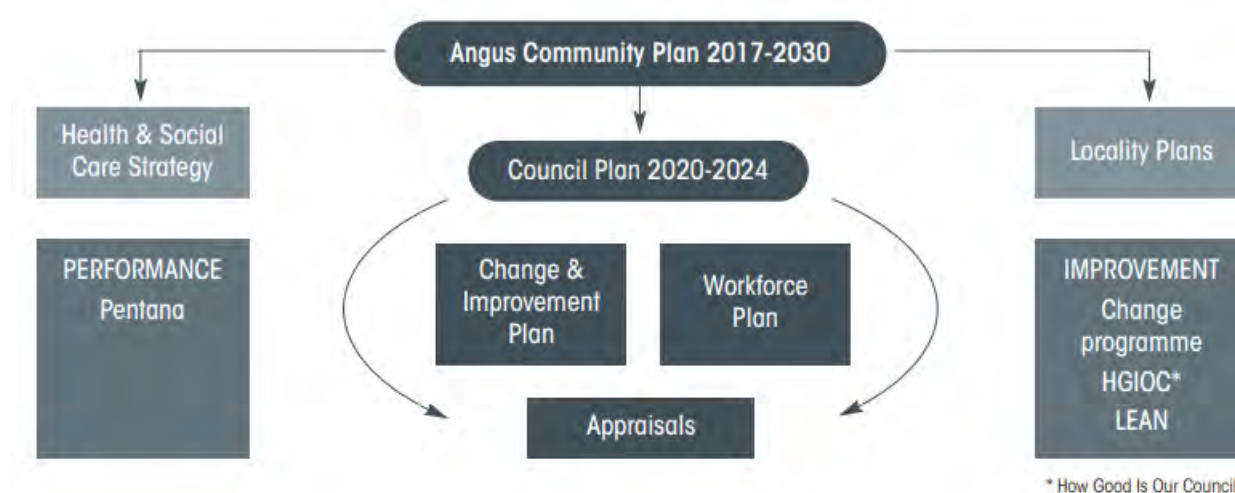 Angus Community Plan 2017-2030
Health & Social
Care Strategy
Council Plan 2020-2024
Locality Plans
PERFORMANCE
Pentana
Change &
Improvement
Plan
Workforce
Plan
Appraisals
IMPROVEMENT
Change
programme
HGIOC*
LEAN
* How Good Is Our Council